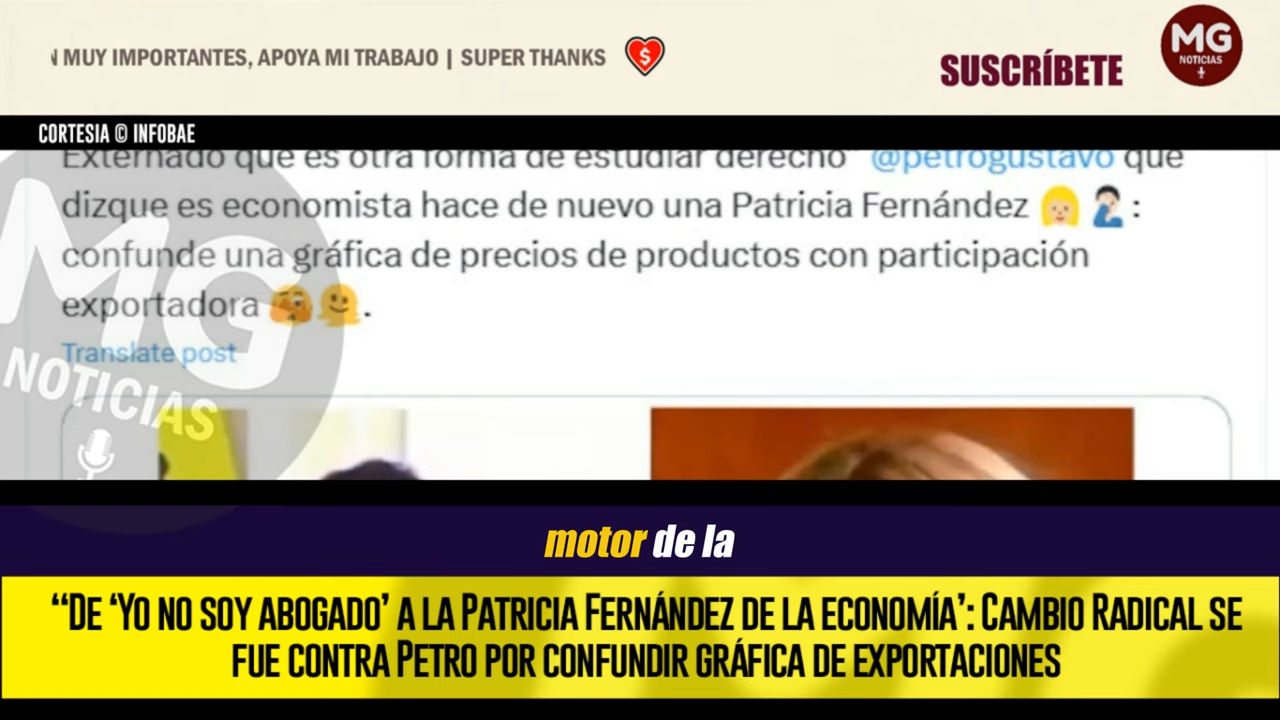 N MUY IMPORTANTES, APOYA MI TRABAJO | SUPER THANKS
SUSCRÍBETE
MG
NOTICIAS
CORTESIA © INFOBAE
Externado que es otra forma de estudiar derecho" @petrogustavo que
dizque es economista hace de nuevo una Patricia Fernández 👱‍♀️🤦🏻‍♂️:
confunde una gráfica de precios de productos con participación
exportadora 🫣🫠.
Translate post
MG
NOTICIAS
motor de la
“De ‘Yo no soy abogado’ a la Patricia Fernández de la economía’: Cambio Radical se
fue contra Petro por confundir gráfica de exportaciones